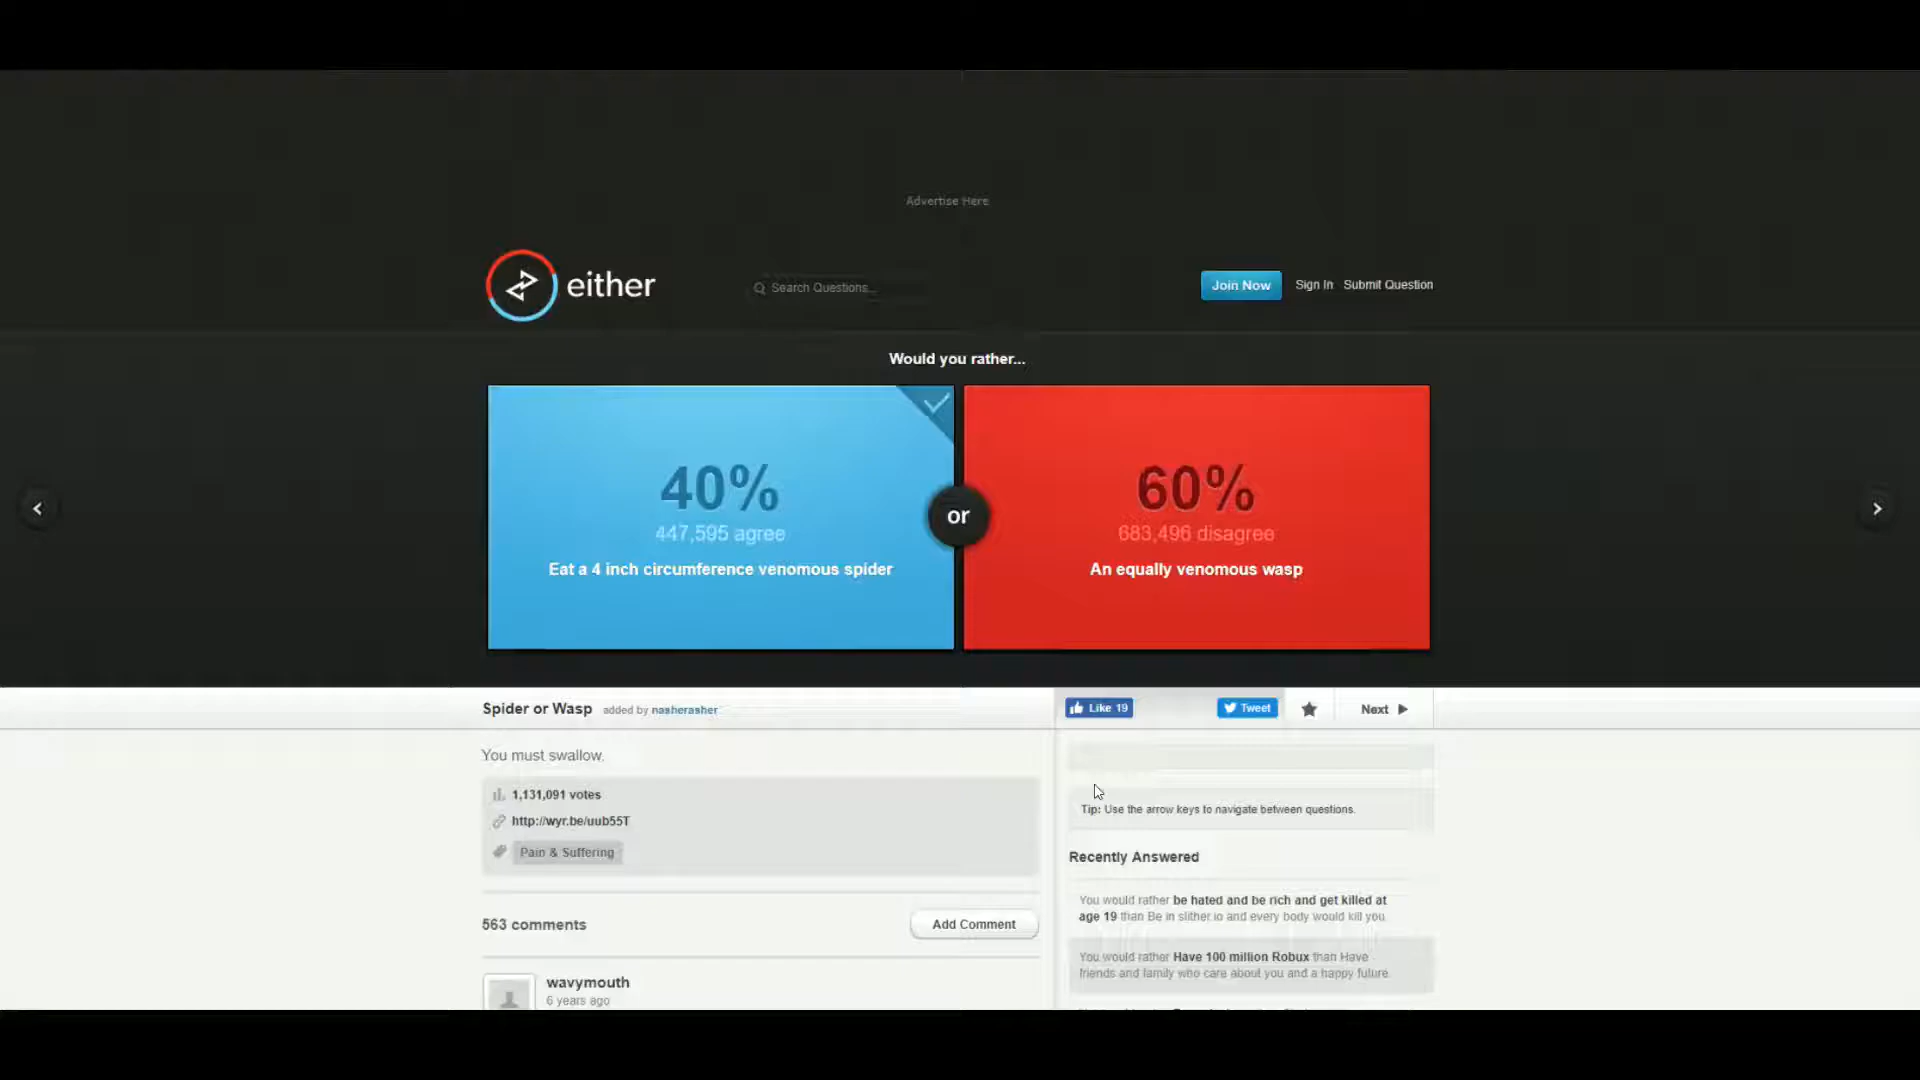 Advertise Here
either
Search Questions...
Join Now
Sign In
Submit Question
Would you rather...
40%
447,595 agree
Eat a 4 inch circumference venomous spider
or
60%
683,496 disagree
An equally venomous wasp
Spider or Wasp added by nasherasher
Like 19
Tweet
Next
You must swallow.
1,131,091 votes
http://wyr.be/uub55T
Pain & Suffering
563 comments
Add Comment
wavymouth
6 years ago
Tip: Use the arrow keys to navigate between questions.
Recently Answered
You would rather be hated and be rich and get killed at
age 19 than Be in slither.io and every body would kill you.
You would rather Have 100 million Robux than Have
friends and family who care about you and a happy future.